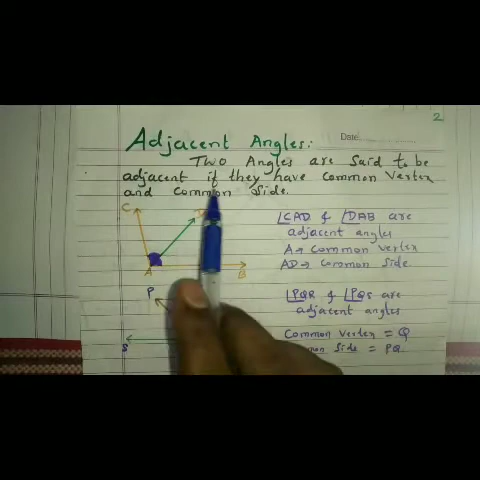 2
Adjacent Angles:
Date:
Two Angles are said to be
adjacent if they have common vertex
and common side.
C
∠CAD & ∠DAB are
adjacent angles
A → common vertex
A
B
AD → common side.
P
∠PQR & ∠PQS are
adjacent angles
Common vertex = Q
S
side = PQ